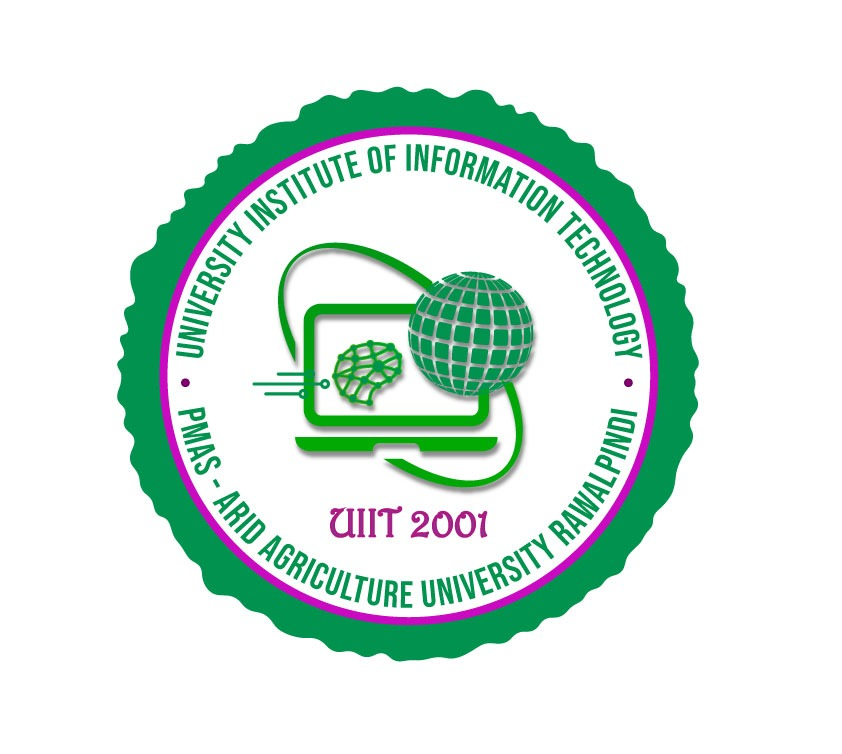 UNIVERSITY INSTITUTE OF INFORMATION TECHNOLOGY
UIIT 2001
PMAS - ARID AGRICULTURE UNIVERSITY RAWALPINDI